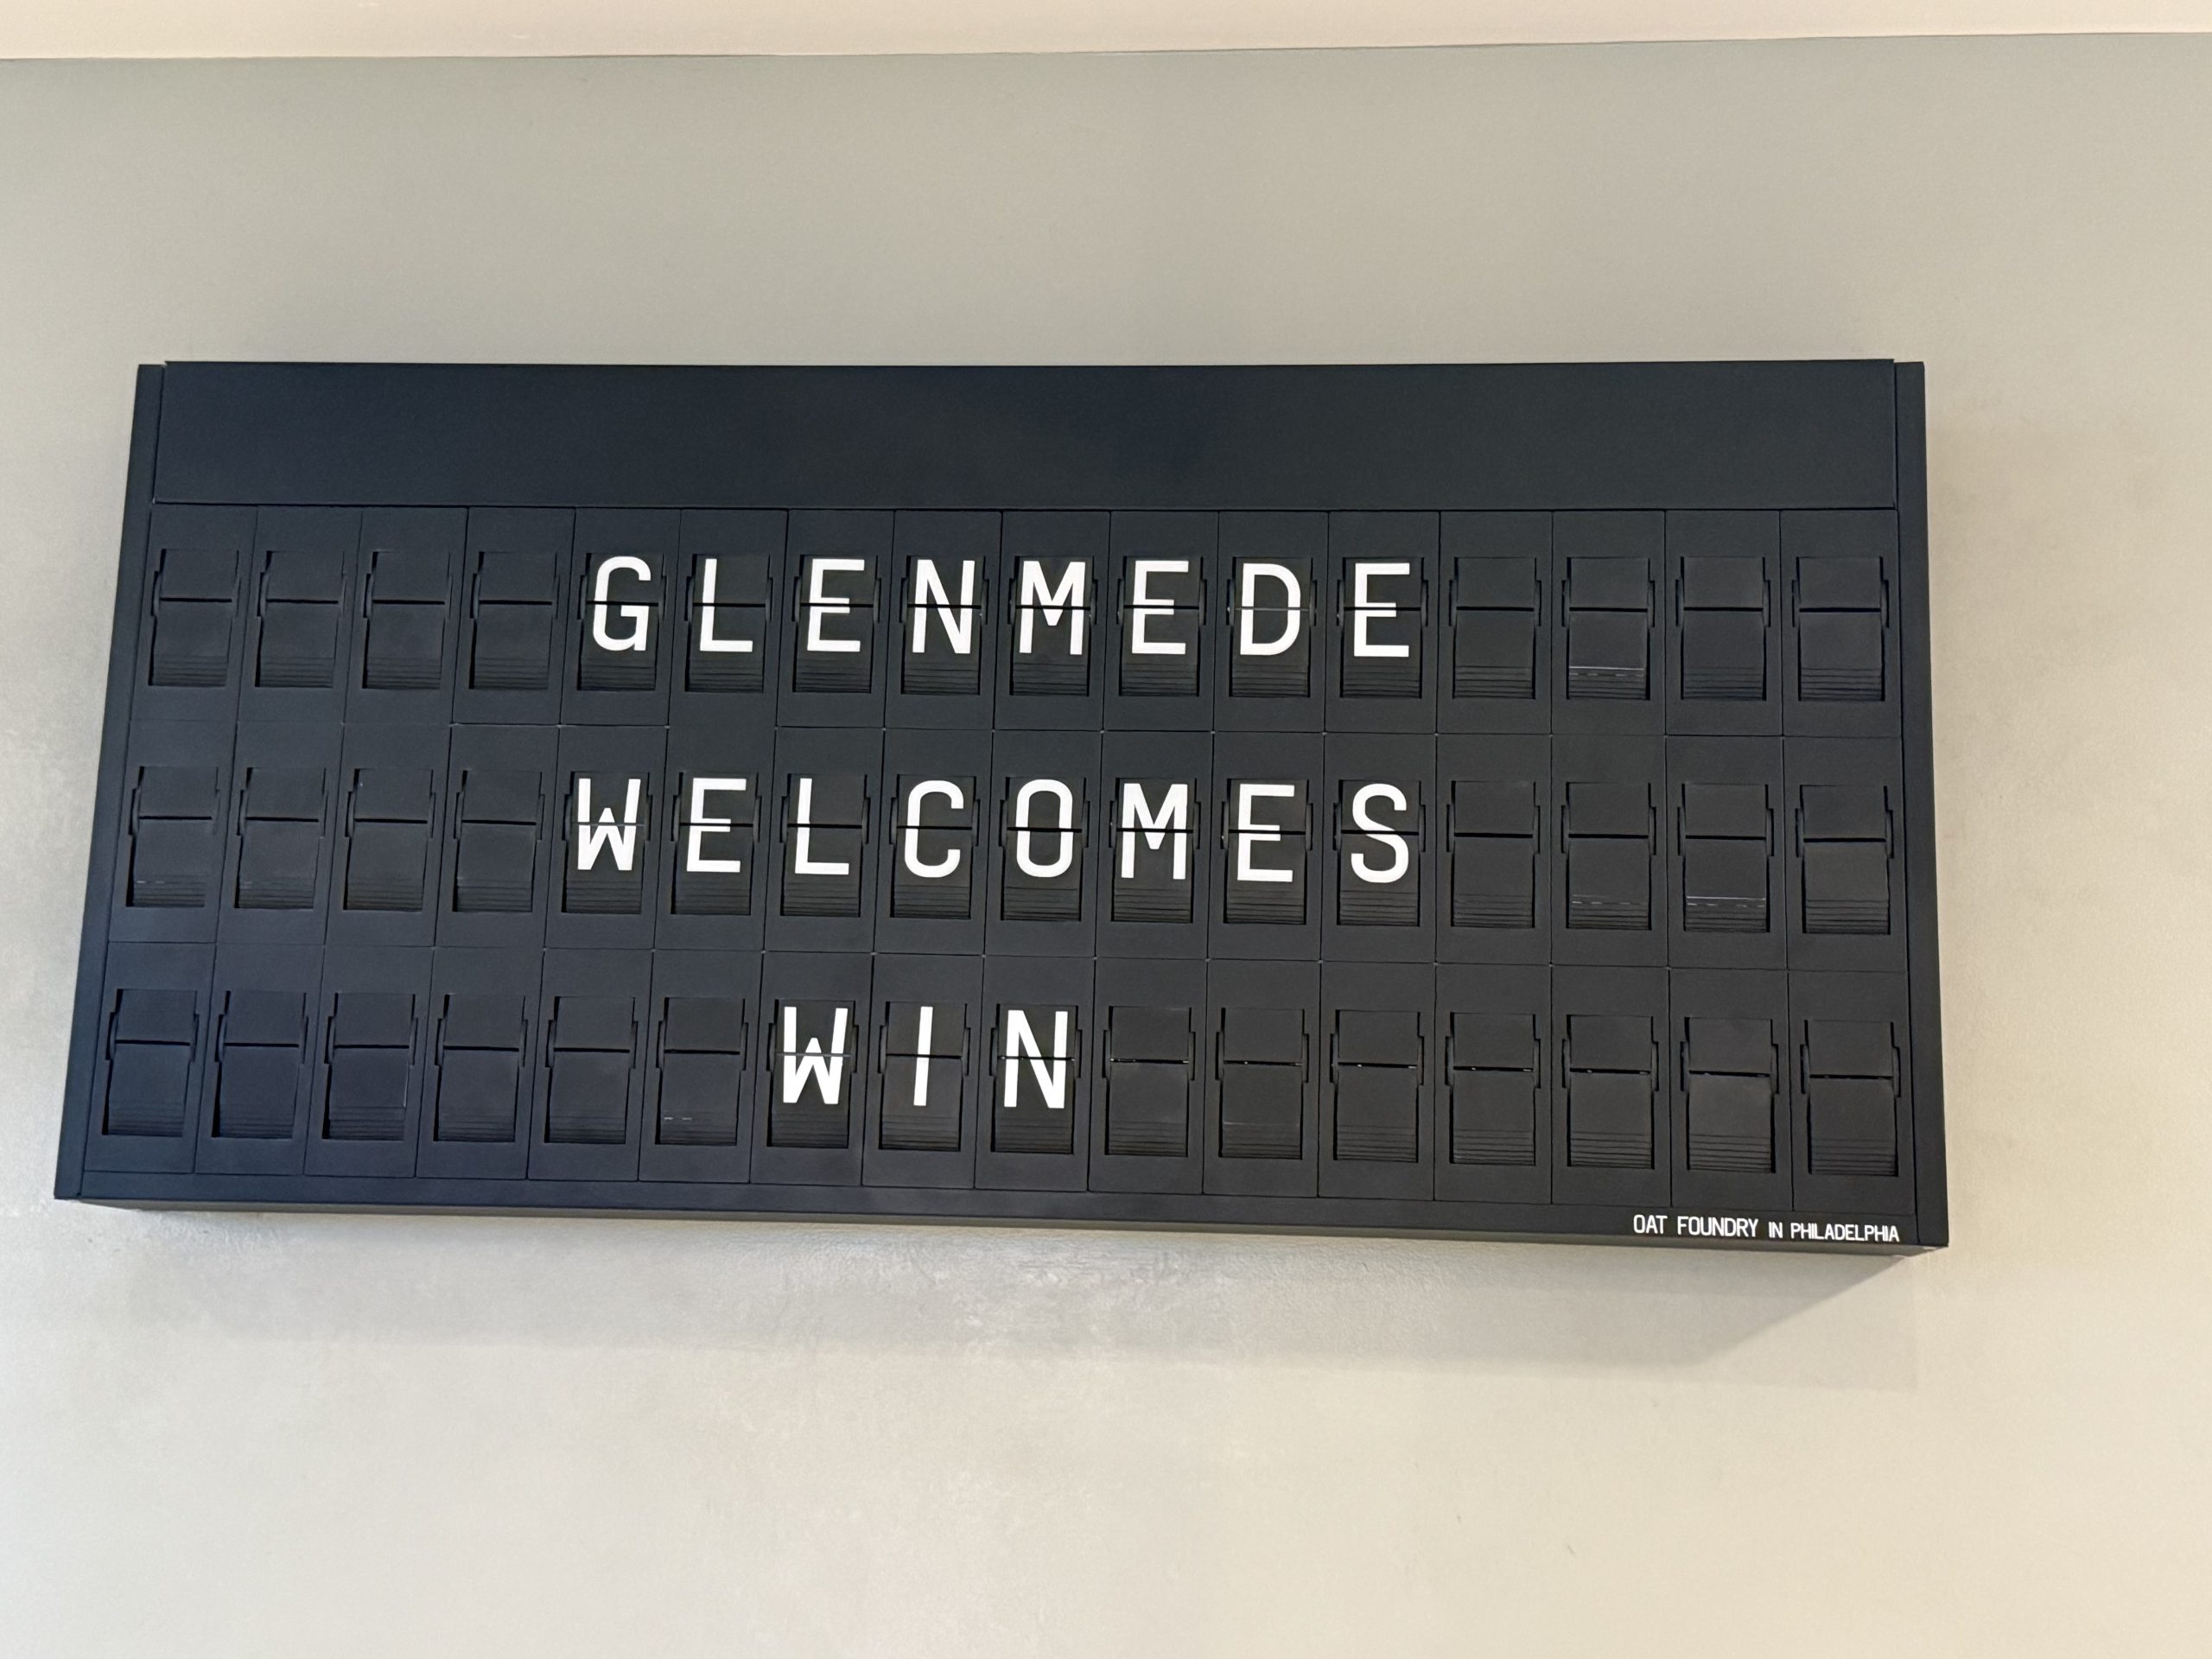 GLENMEDE
WELCOMES
WIN
OAT FOUNDRY IN PHILADELPHIA